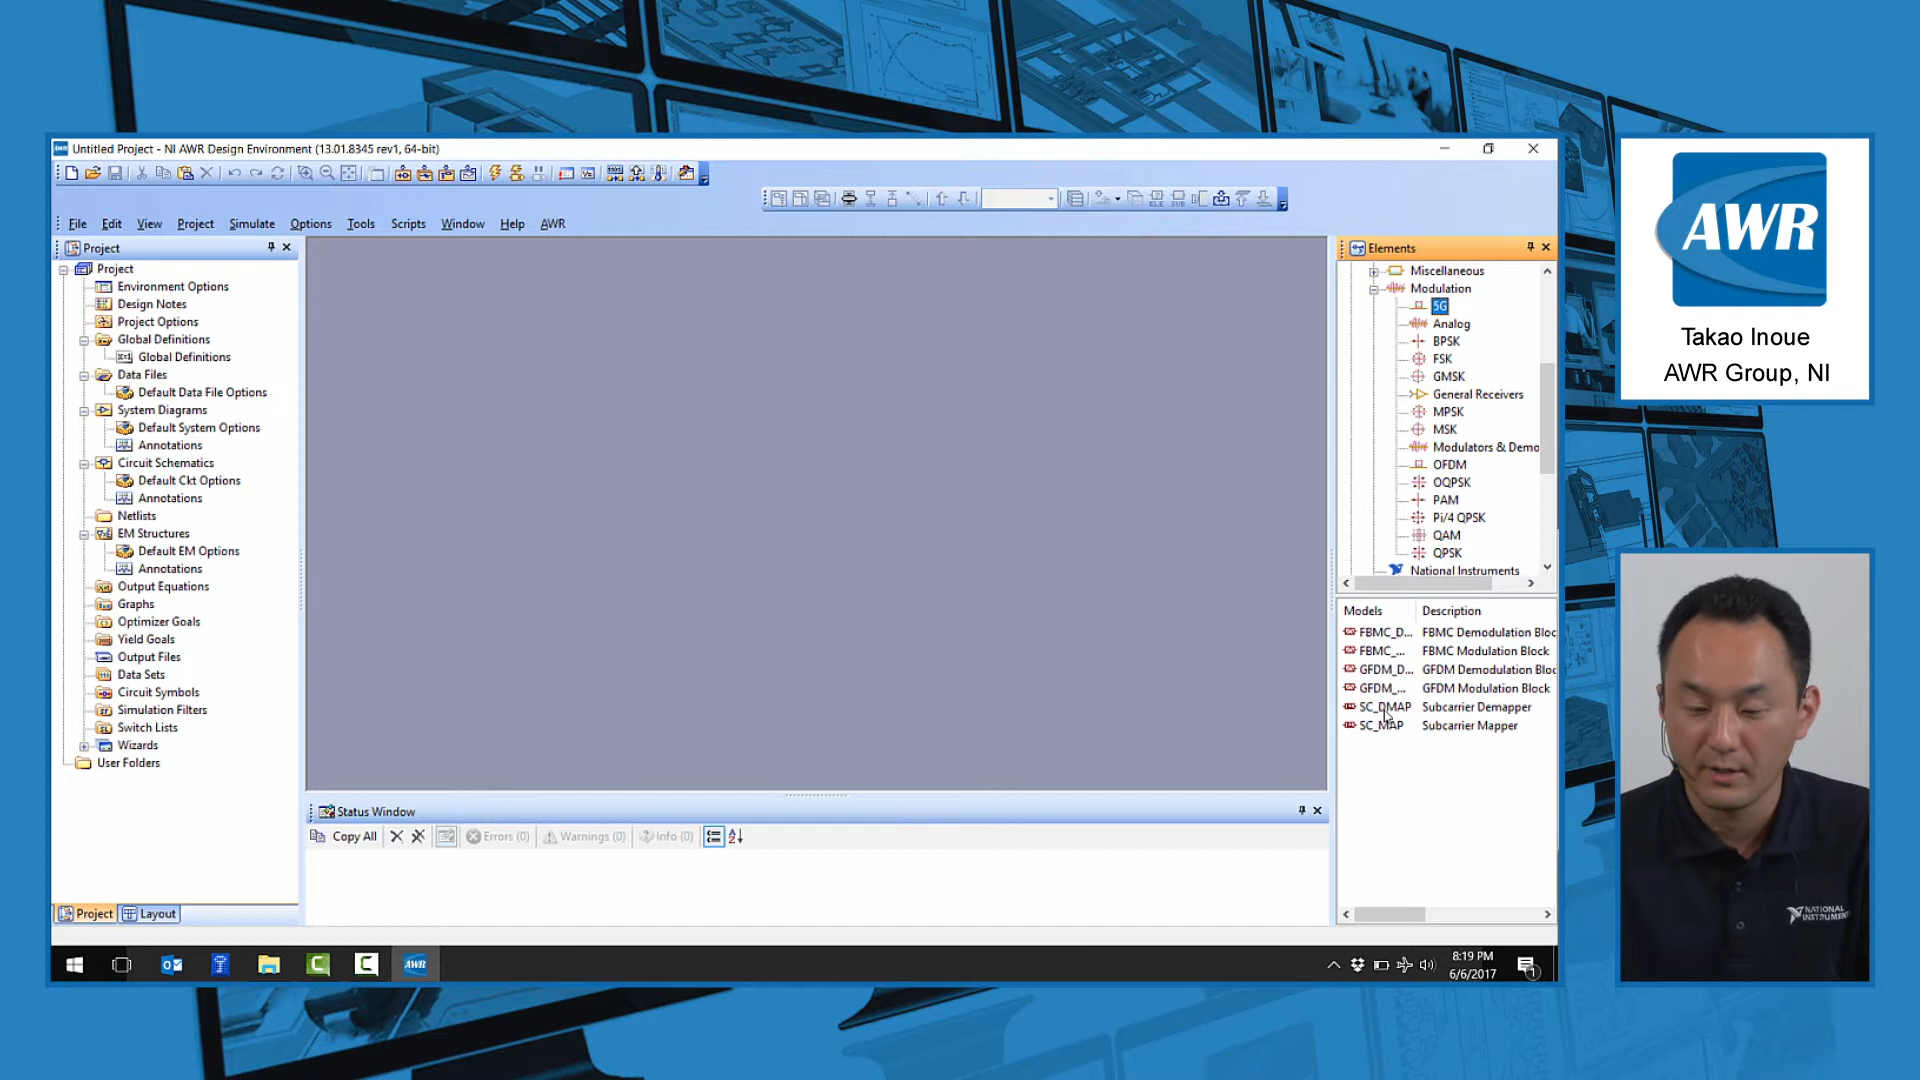 Untitled Project - NI AWR Design Environment (13.01.8345 rev1, 64-bit)
File Edit View Project Simulate Options Tools Scripts Window Help AWR
Project
Project
Environment Options
Design Notes
Project Options
Global Definitions
Global Definitions
Data Files
Default Data File Options
System Diagrams
Default System Options
Annotations
Circuit Schematics
Default Ckt Options
Annotations
Netlists
EM Structures
Default EM Options
Annotations
Output Equations
Graphs
Optimizer Goals
Yield Goals
Output Files
Data Sets
Circuit Symbols
Simulation Filters
Switch Lists
Wizards
User Folders
Project Layout
Status Window
Copy All Errors (0) Warnings (0) Info (0)
Elements
Miscellaneous
Modulation
5G
Analog
BPSK
FSK
GMSK
General Receivers
MPSK
MSK
Modulators & Demo
OFDM
OQPSK
PAM
Pi/4 QPSK
QAM
QPSK
National Instruments
Models Description
FBMC_D... FBMC Demodulation Bloc
FBMC_... FBMC Modulation Block
GFDM_D... GFDM Demodulation Bloc
GFDM_... GFDM Modulation Block
SC_DMAP Subcarrier Demapper
SC_MAP Subcarrier Mapper
8:19 PM
6/6/2017
AWR
Takao Inoue
AWR Group, NI
NATIONAL
INSTRUMENTS